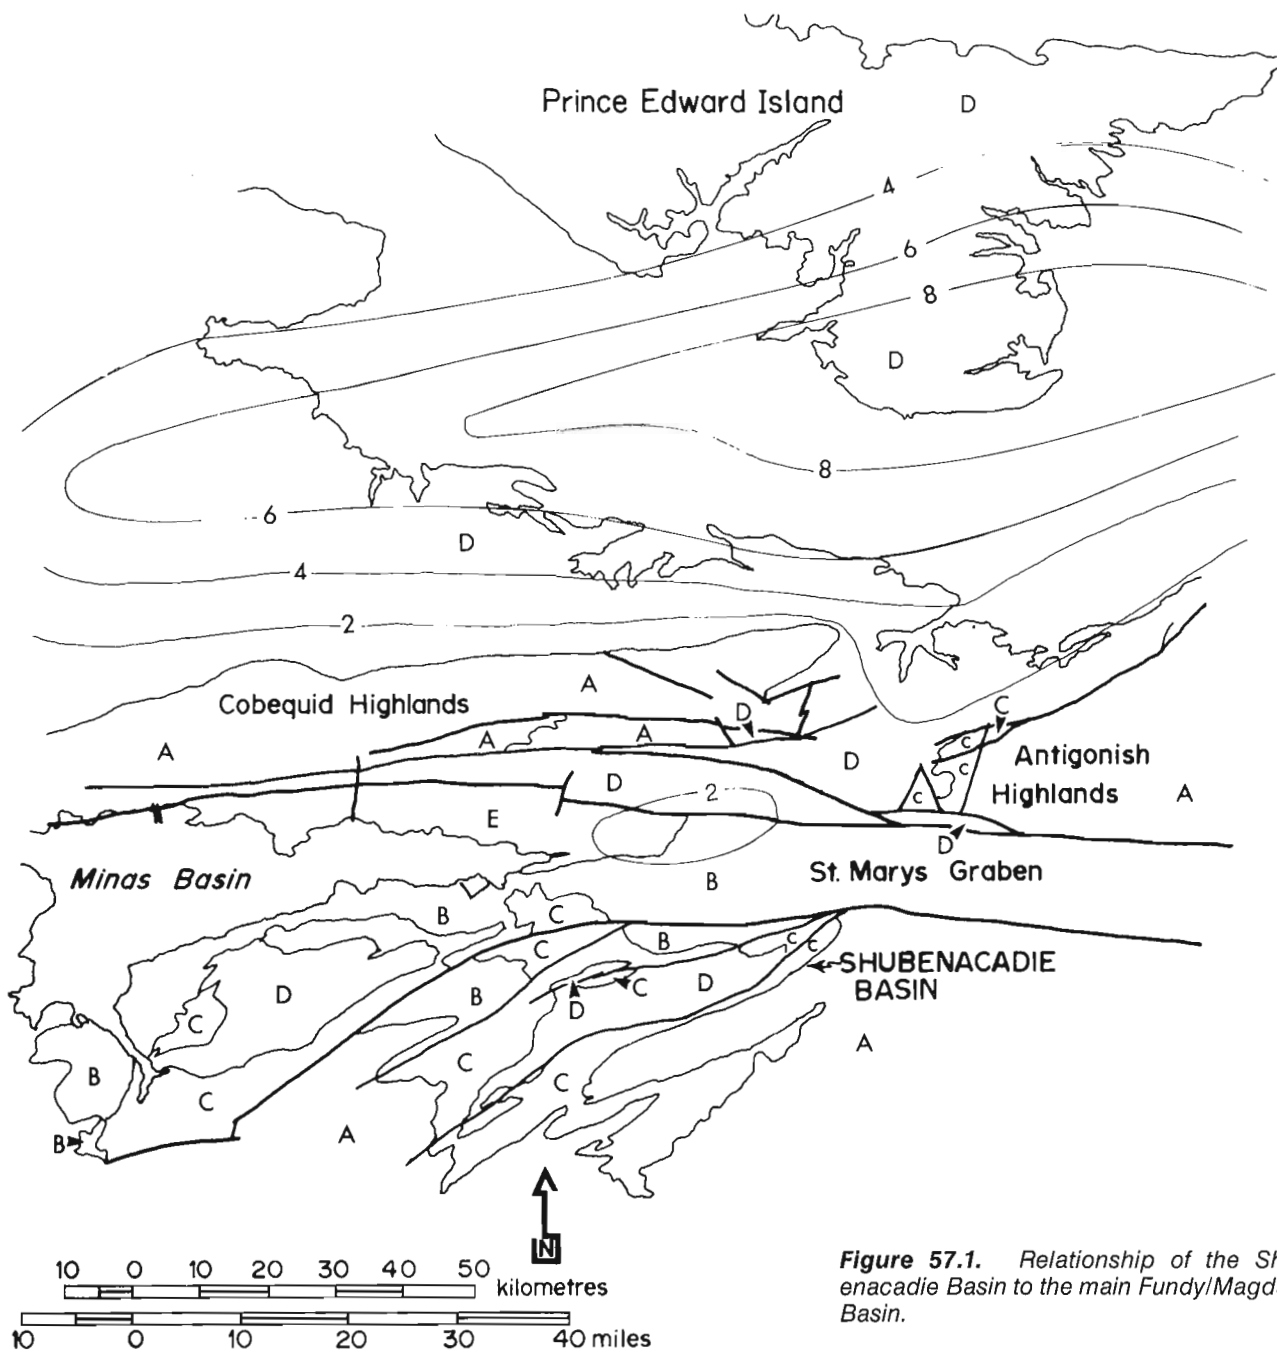 Prince Edward Island
D
4
6
8
D
8
6
D
4
2
A
Cobequid Highlands
D
C
A
A
C
A
D
C
Antigonish
Highlands
A
D
C
2
E
D
B
St. Marys Graben
Minas Basin
B
C
C
B
C
C
SHUBENACADIE
BASIN
D
B
C
D
D
C
A
B
C
C
C
A
B
N
10 0 10 20 30 40 50
kilometres
10 0 10 20 30 40 miles
Figure 57.1. Relationship of the Sh
enacadie Basin to the main Fundy/Magd
Basin.